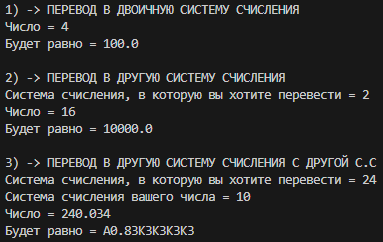 1) -> ПЕРЕВОД В ДВОИЧНУЮ СИСТЕМУ СЧИСЛЕНИЯ
Число = 4
Будет равно = 100.0
2) -> ПЕРЕВОД В ДРУГУЮ СИСТЕМУ СЧИСЛЕНИЯ
Система счисления, в которую вы хотите перевести = 2
Число = 16
Будет равно = 10000.0
3) -> ПЕРЕВОД В ДРУГУЮ СИСТЕМУ СЧИСЛЕНИЯ С ДРУГОЙ С.С
Система счисления, в которую вы хотите перевести = 24
Система счисления вашего числа = 10
Число = 240.034
Будет равно = A0.83K3K3K3K3